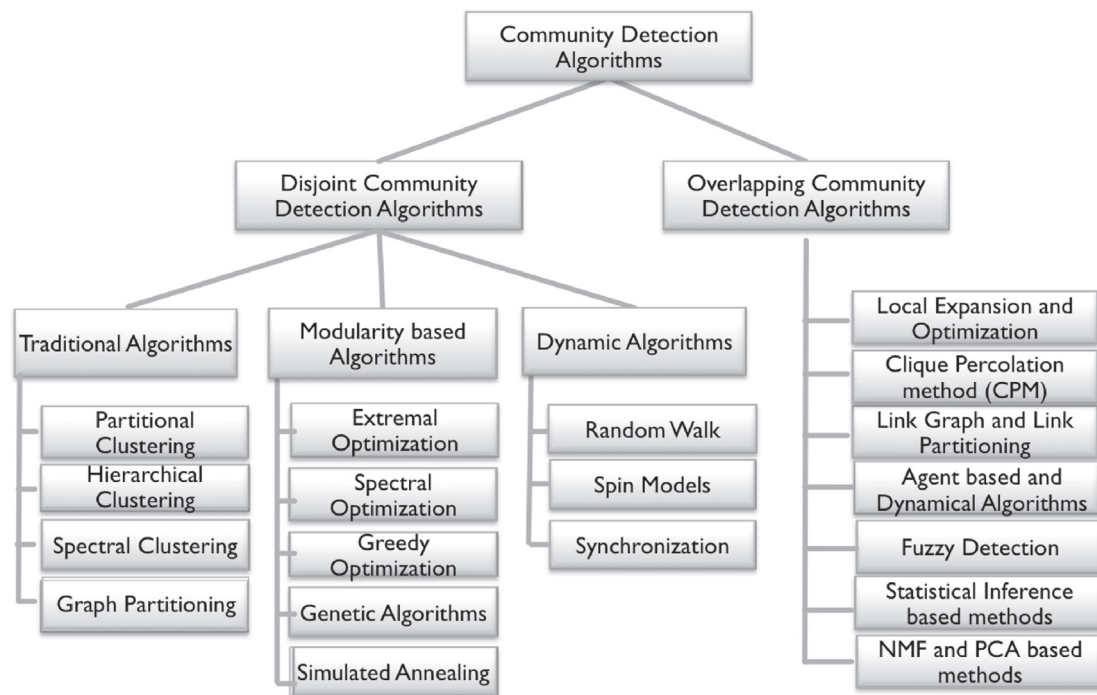 Community Detection
Algorithms
Disjoint Community
Detection Algorithms
Overlapping Community
Detection Algorithms
Traditional Algorithms
Partitional
Clustering
Hierarchical
Clustering
Spectral Clustering
Graph Partitioning
Modularity based
Algorithms
Extremal
Optimization
Spectral
Optimization
Greedy
Optimization
Genetic Algorithms
Simulated Annealing
Dynamic Algorithms
Random Walk
Spin Models
Synchronization
Local Expansion and
Optimization
Clique Percolation
method (CPM)
Link Graph and Link
Partitioning
Agent based and
Dynamical Algorithms
Fuzzy Detection
Statistical Inference
based methods
NMF and PCA based
methods